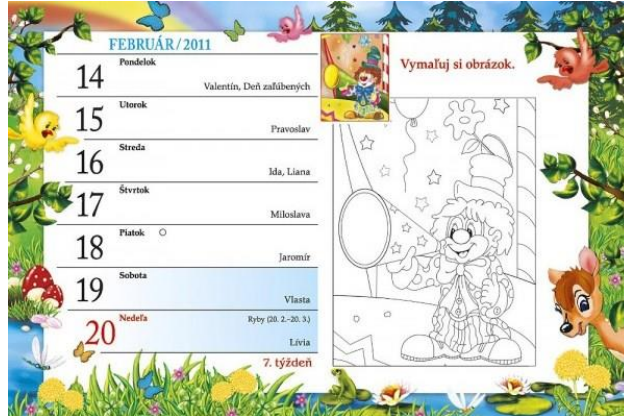 FEBRUÁR/2011
14 Pondelok
Valentín, Deň zaľúbených
15 Utorok
Pravoslav
16 Streda
Ida, Liana
17 Štvrtok
Miloslava
18 Piatok
Jaromír
19 Sobota
Vlasta
20 Nedeľa Ryby (20. 2.–20. 3.)
Lívia
7. týždeň
Vymaľuj si obrázok.